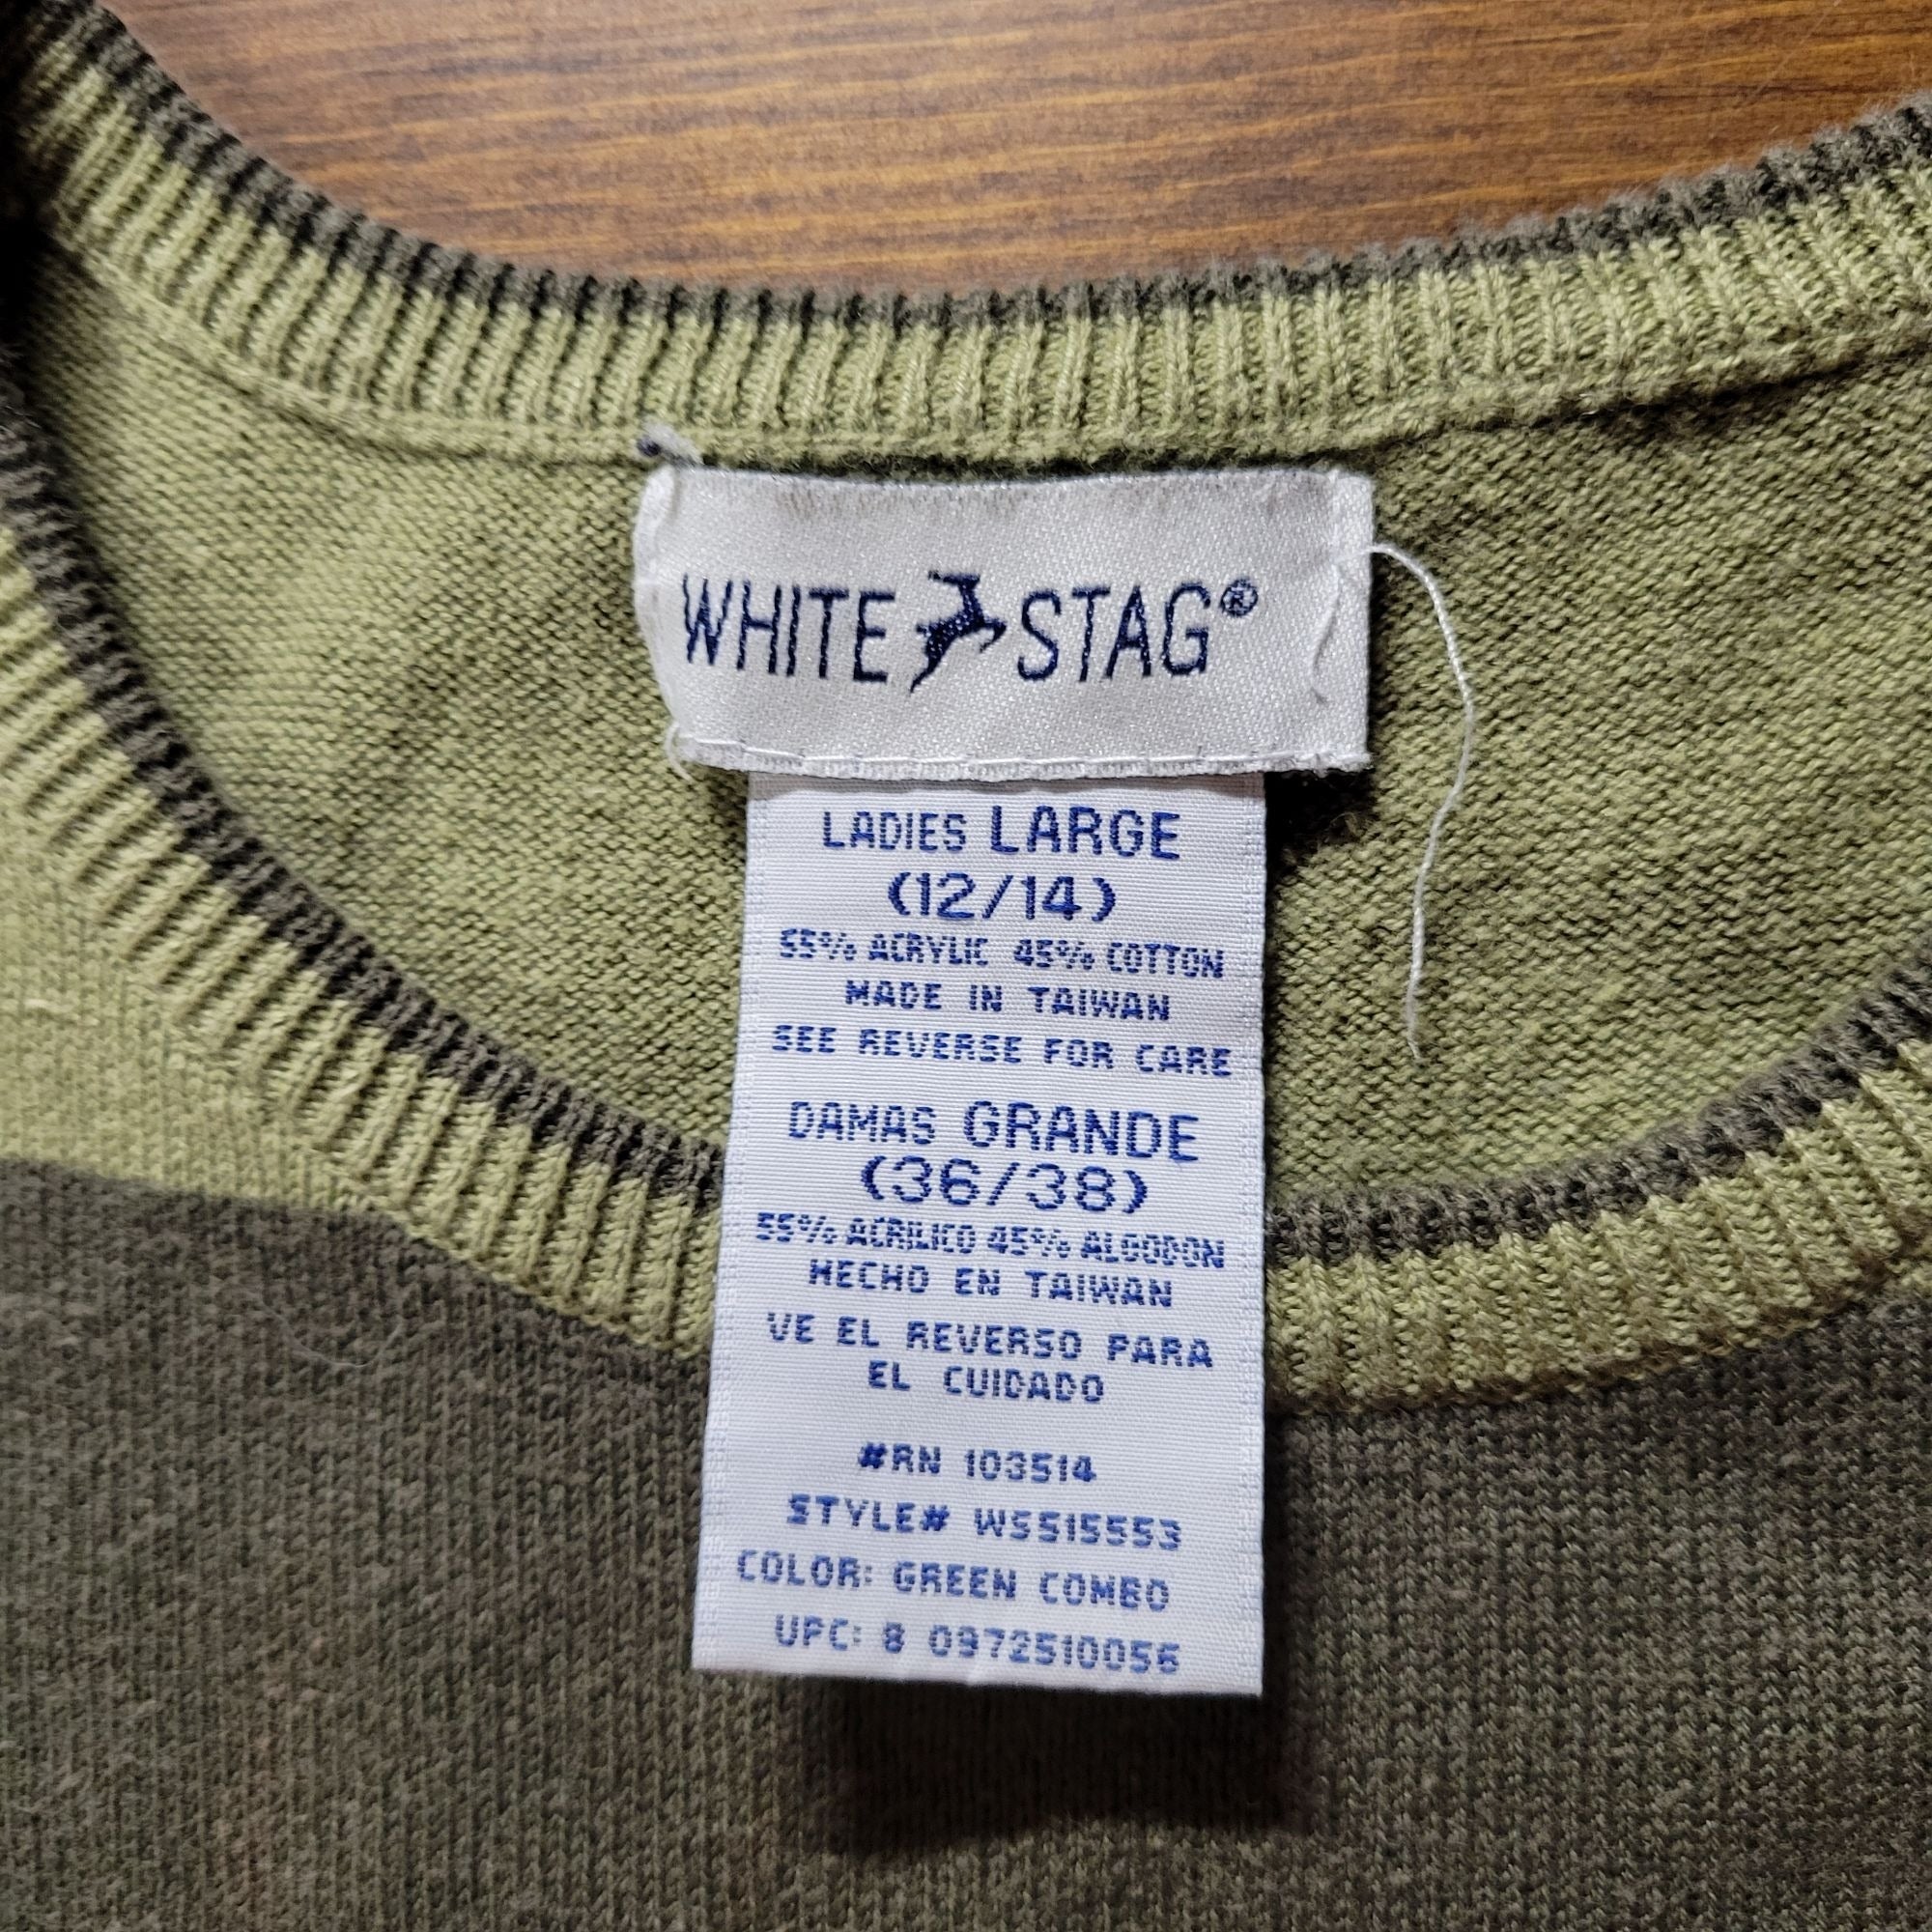 WHITE STAG®
LADIES LARGE
(12/14)
55% ACRYLIC 45% COTTON
MADE IN TAIWAN
SEE REVERSE FOR CARE
DAMAS GRANDE
(36/38)
55% ACRILICO 45% ALGODON
HECHO EN TAIWAN
VE EL REVERSO PARA
EL CUIDADO
#RN 103514
STYLE# WS515553
COLOR: GREEN COMBO
UPC: 8 0972510056